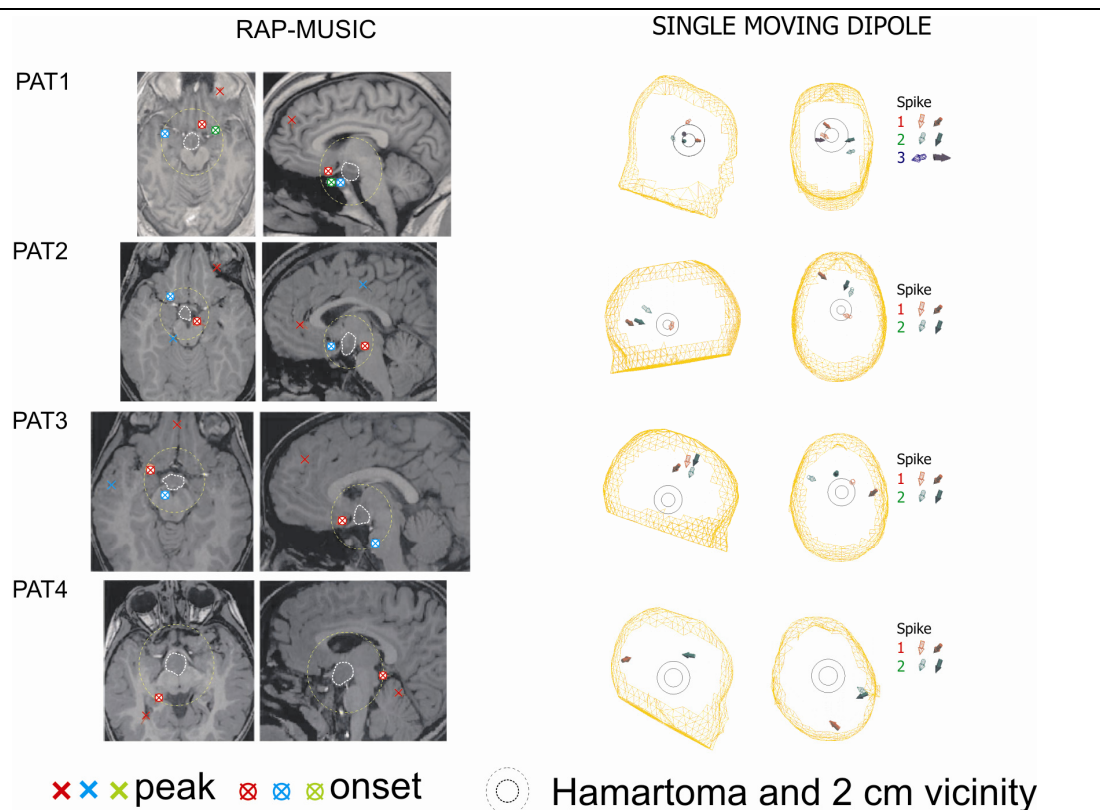 RAP-MUSIC
SINGLE MOVING DIPOLE
PAT1
Spike
1
2
3
PAT2
Spike
1
2
PAT3
Spike
1
2
PAT4
Spike
1
2
peak onset Hamartoma and 2 cm vicinity